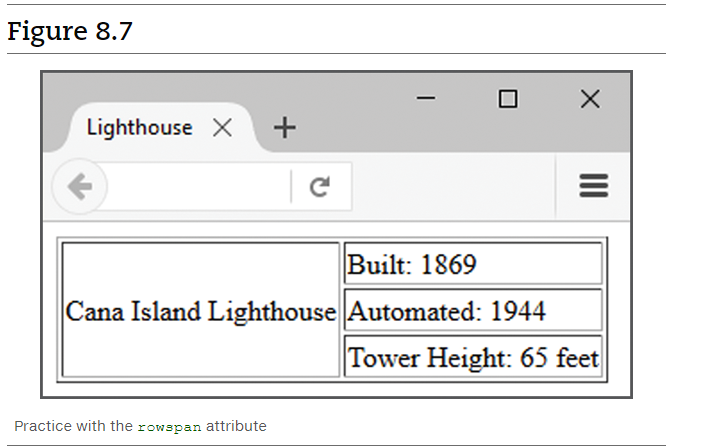 Figure 8.7
Lighthouse
Built: 1869
Cana Island Lighthouse
Automated: 1944
Tower Height: 65 feet
Practice with the rowspan attribute